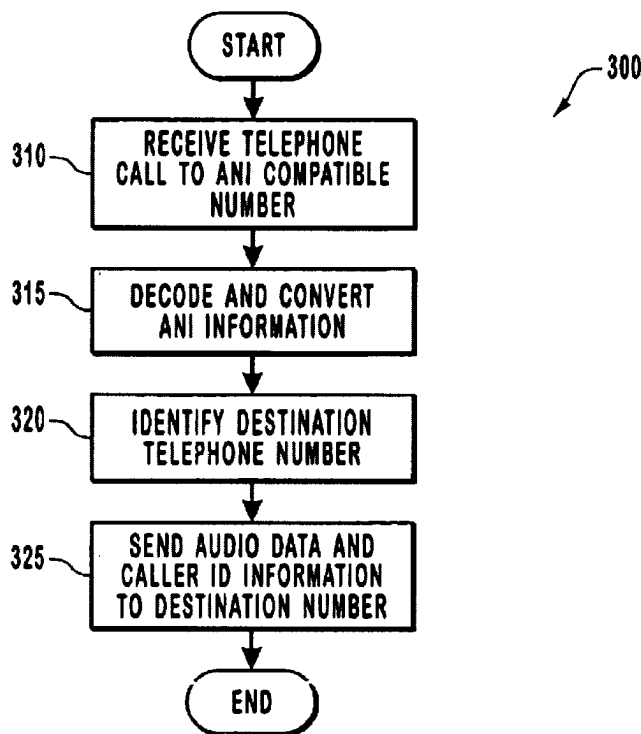 START
300
310
RECEIVE TELEPHONE
CALL TO ANI COMPATIBLE
NUMBER
315
DECODE AND CONVERT
ANI INFORMATION
320
IDENTIFY DESTINATION
TELEPHONE NUMBER
325
SEND AUDIO DATA AND
CALLER ID INFORMATION
TO DESTINATION NUMBER
END